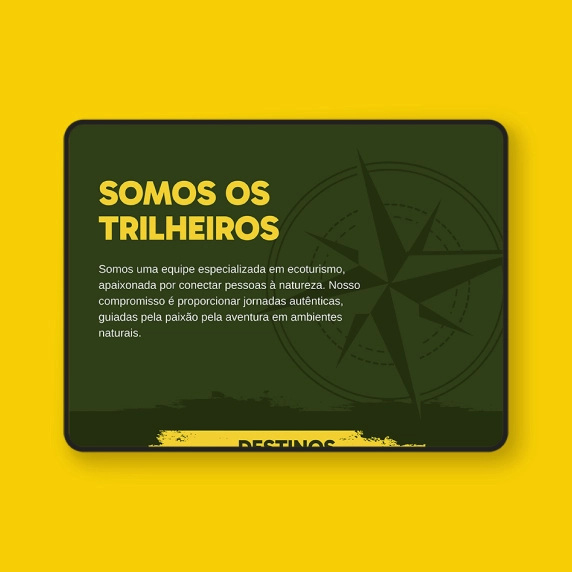 SOMOS OS
TRILHEIROS
Somos uma equipe especializada em ecoturismo,
apaixonada por conectar pessoas à natureza. Nosso
compromisso é proporcionar jornadas autênticas,
guiadas pela paixão pela aventura em ambientes
naturais.
DESTINOS